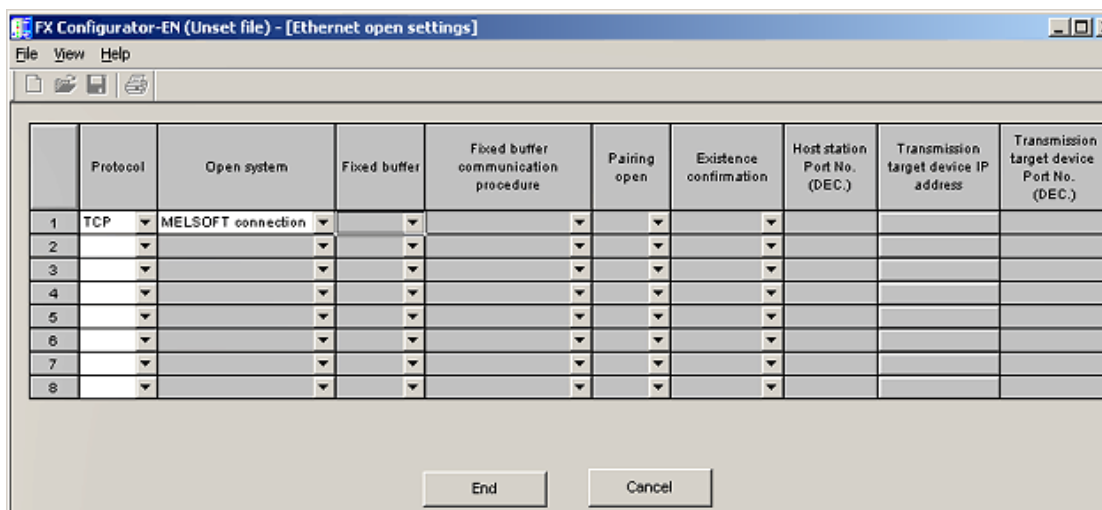 FX Configurator-EN (Unset file) - [Ethernet open settings]
File View Help
Protocol
Open system
Fixed buffer
Fixed buffer
communication
procedure
Pairing
open
Existence
confirmation
Host station
Port No.
(DEC.)
Transmission
target device IP
address
Transmission
target device
Port No.
(DEC.)
1 TCP MELSOFT connection
2
3
4
5
6
7
8
End Cancel